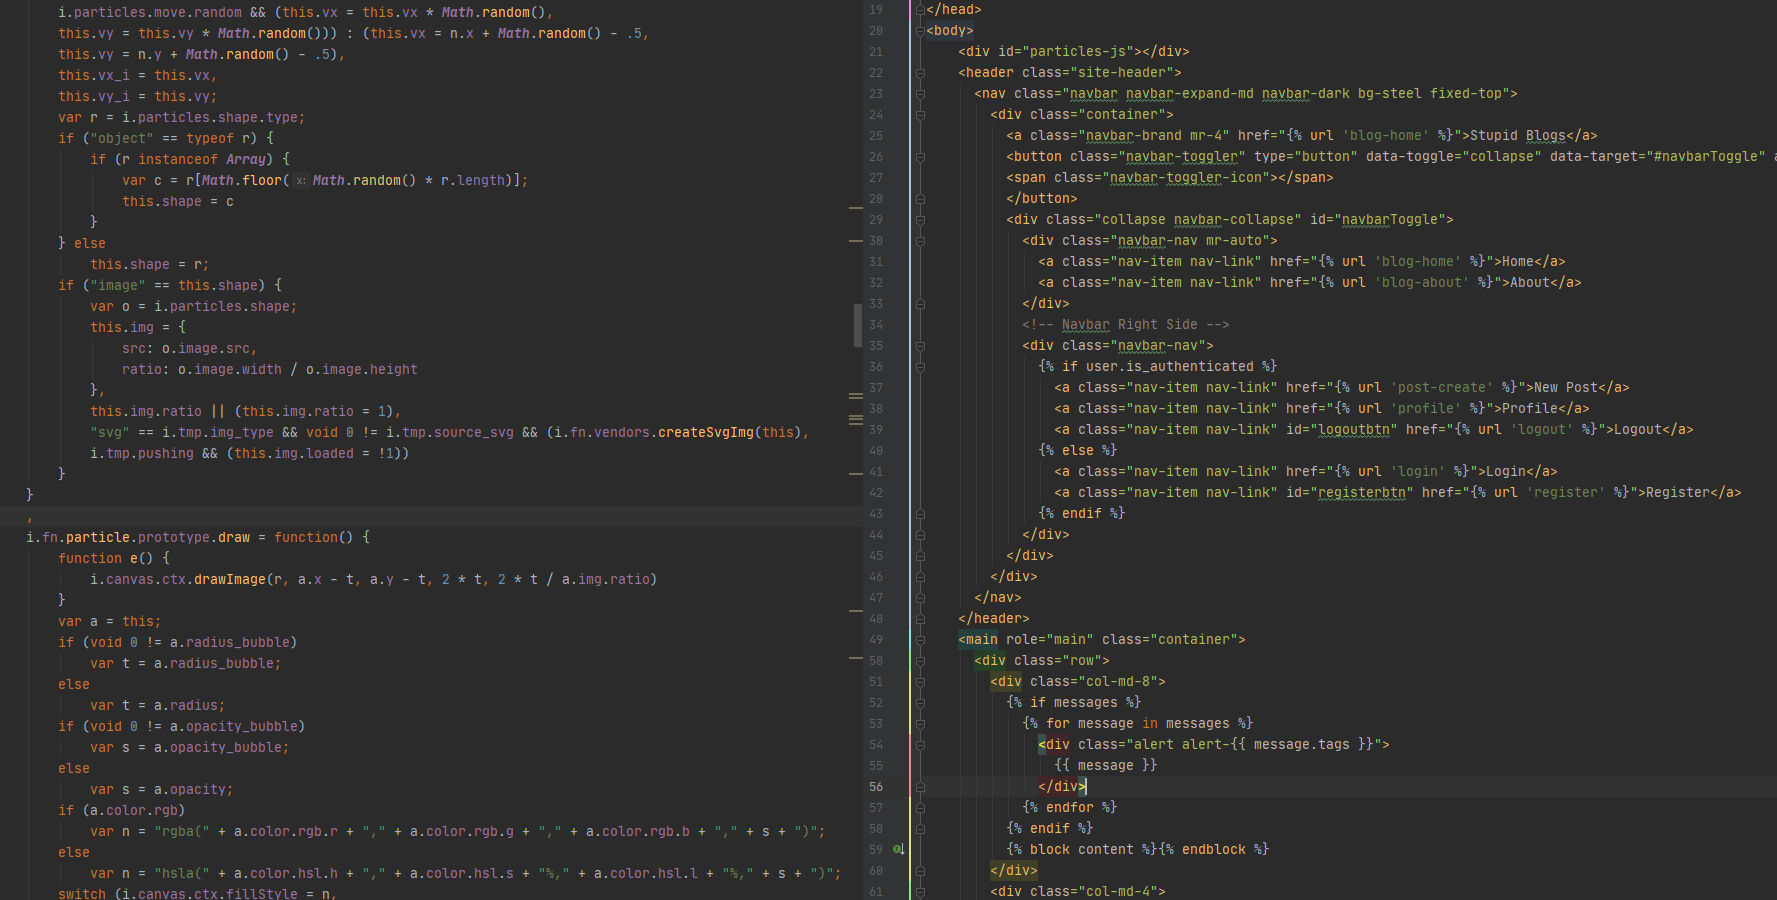 i.particles.move.random && (this.vx = this.vx * Math.random(),
this.vy = this.vy * Math.random())) : (this.vx = n.x + Math.random() - .5,
this.vy = n.y + Math.random() - .5),
this.vx_i = this.vx,
this.vy_i = this.vy;
var r = i.particles.shape.type;
if ("object" == typeof r) {
if (r instanceof Array) {
var c = r[Math.floor( x: Math.random() * r.length)];
this.shape = c
}
} else
this.shape = r;
if ("image" == this.shape) {
var o = i.particles.shape;
this.img = {
src: o.image.src,
ratio: o.image.width / o.image.height
},
this.img.ratio || (this.img.ratio = 1),
"svg" == i.tmp.img_type && void 0 != i.tmp.source_svg && (i.fn.vendors.createSvgImg(this),
i.tmp.pushing && (this.img.loaded = !1))
}
}
,
i.fn.particle.prototype.draw = function() {
function e() {
i.canvas.ctx.drawImage(r, a.x - t, a.y - t, 2 * t, 2 * t / a.img.ratio)
}
var a = this;
if (void 0 != a.radius_bubble)
var t = a.radius_bubble;
else
var t = a.radius;
if (void 0 != a.opacity_bubble)
var s = a.opacity_bubble;
else
var s = a.opacity;
if (a.color.rgb)
var n = "rgba(" + a.color.rgb.r + "," + a.color.rgb.g + "," + a.color.rgb.b + "," + s + ")";
else
var n = "hsla(" + a.color.hsl.h + "," + a.color.hsl.s + "%," + a.color.hsl.l + "%," + s + ")";
switch (i.canvas.ctx.fillStyle = n,
19 </head>
20 <body>
21 <div id="particles-js"></div>
22 <header class="site-header">
23 <nav class="navbar navbar-expand-md navbar-dark bg-steel fixed-top">
24 <div class="container">
25 <a class="navbar-brand mr-4" href="{% url 'blog-home' %}">Stupid Blogs</a>
26 <button class="navbar-toggler" type="button" data-toggle="collapse" data-target="#navbarToggle" a
27 <span class="navbar-toggler-icon"></span>
28 </button>
29 <div class="collapse navbar-collapse" id="navbarToggle">
30 <div class="navbar-nav mr-auto">
31 <a class="nav-item nav-link" href="{% url 'blog-home' %}">Home</a>
32 <a class="nav-item nav-link" href="{% url 'blog-about' %}">About</a>
33 </div>
34 <!-- Navbar Right Side -->
35 <div class="navbar-nav">
36 {% if user.is_authenticated %}
37 <a class="nav-item nav-link" href="{% url 'post-create' %}">New Post</a>
38 <a class="nav-item nav-link" href="{% url 'profile' %}">Profile</a>
39 <a class="nav-item nav-link" id="logoutbtn" href="{% url 'logout' %}">Logout</a>
40 {% else %}
41 <a class="nav-item nav-link" href="{% url 'login' %}">Login</a>
42 <a class="nav-item nav-link" id="registerbtn" href="{% url 'register' %}">Register</a>
43 {% endif %}
44 </div>
45 </div>
46 </div>
47 </nav>
48 </header>
49 <main role="main" class="container">
50 <div class="row">
51 <div class="col-md-8">
52 {% if messages %}
53 {% for message in messages %}
54 <div class="alert alert-{{ message.tags }}">
55 {{ message }}
56 </div>
57 {% endfor %}
58 {% endif %}
59 {% block content %}{% endblock %}
60 </div>
61 <div class="col-md-4">